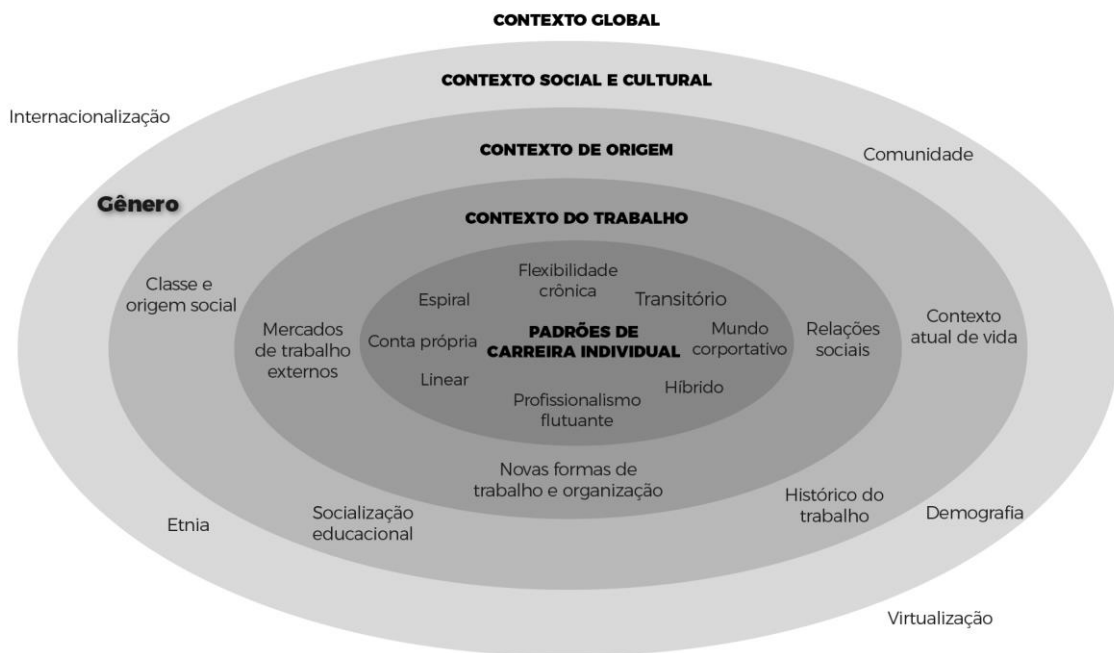 CONTEXTO GLOBAL
CONTEXTO SOCIAL E CULTURAL
Internacionalização
CONTEXTO DE ORIGEM
Comunidade
Gênero
CONTEXTO DO TRABALHO
Flexibilidade
crônica
Espiral
Transitório
Classe e
origem social
Mercados
de trabalho
externos
Conta própria
PADRÕES DE
CARREIRA INDIVIDUAL
Mundo
corportativo
Relações
sociais
Contexto
atual de vida
Linear
Híbrido
Profissionalismo
flutuante
Novas formas de
trabalho e organização
Histórico do
trabalho
Socialização
educacional
Etnia
Demografia
Virtualização